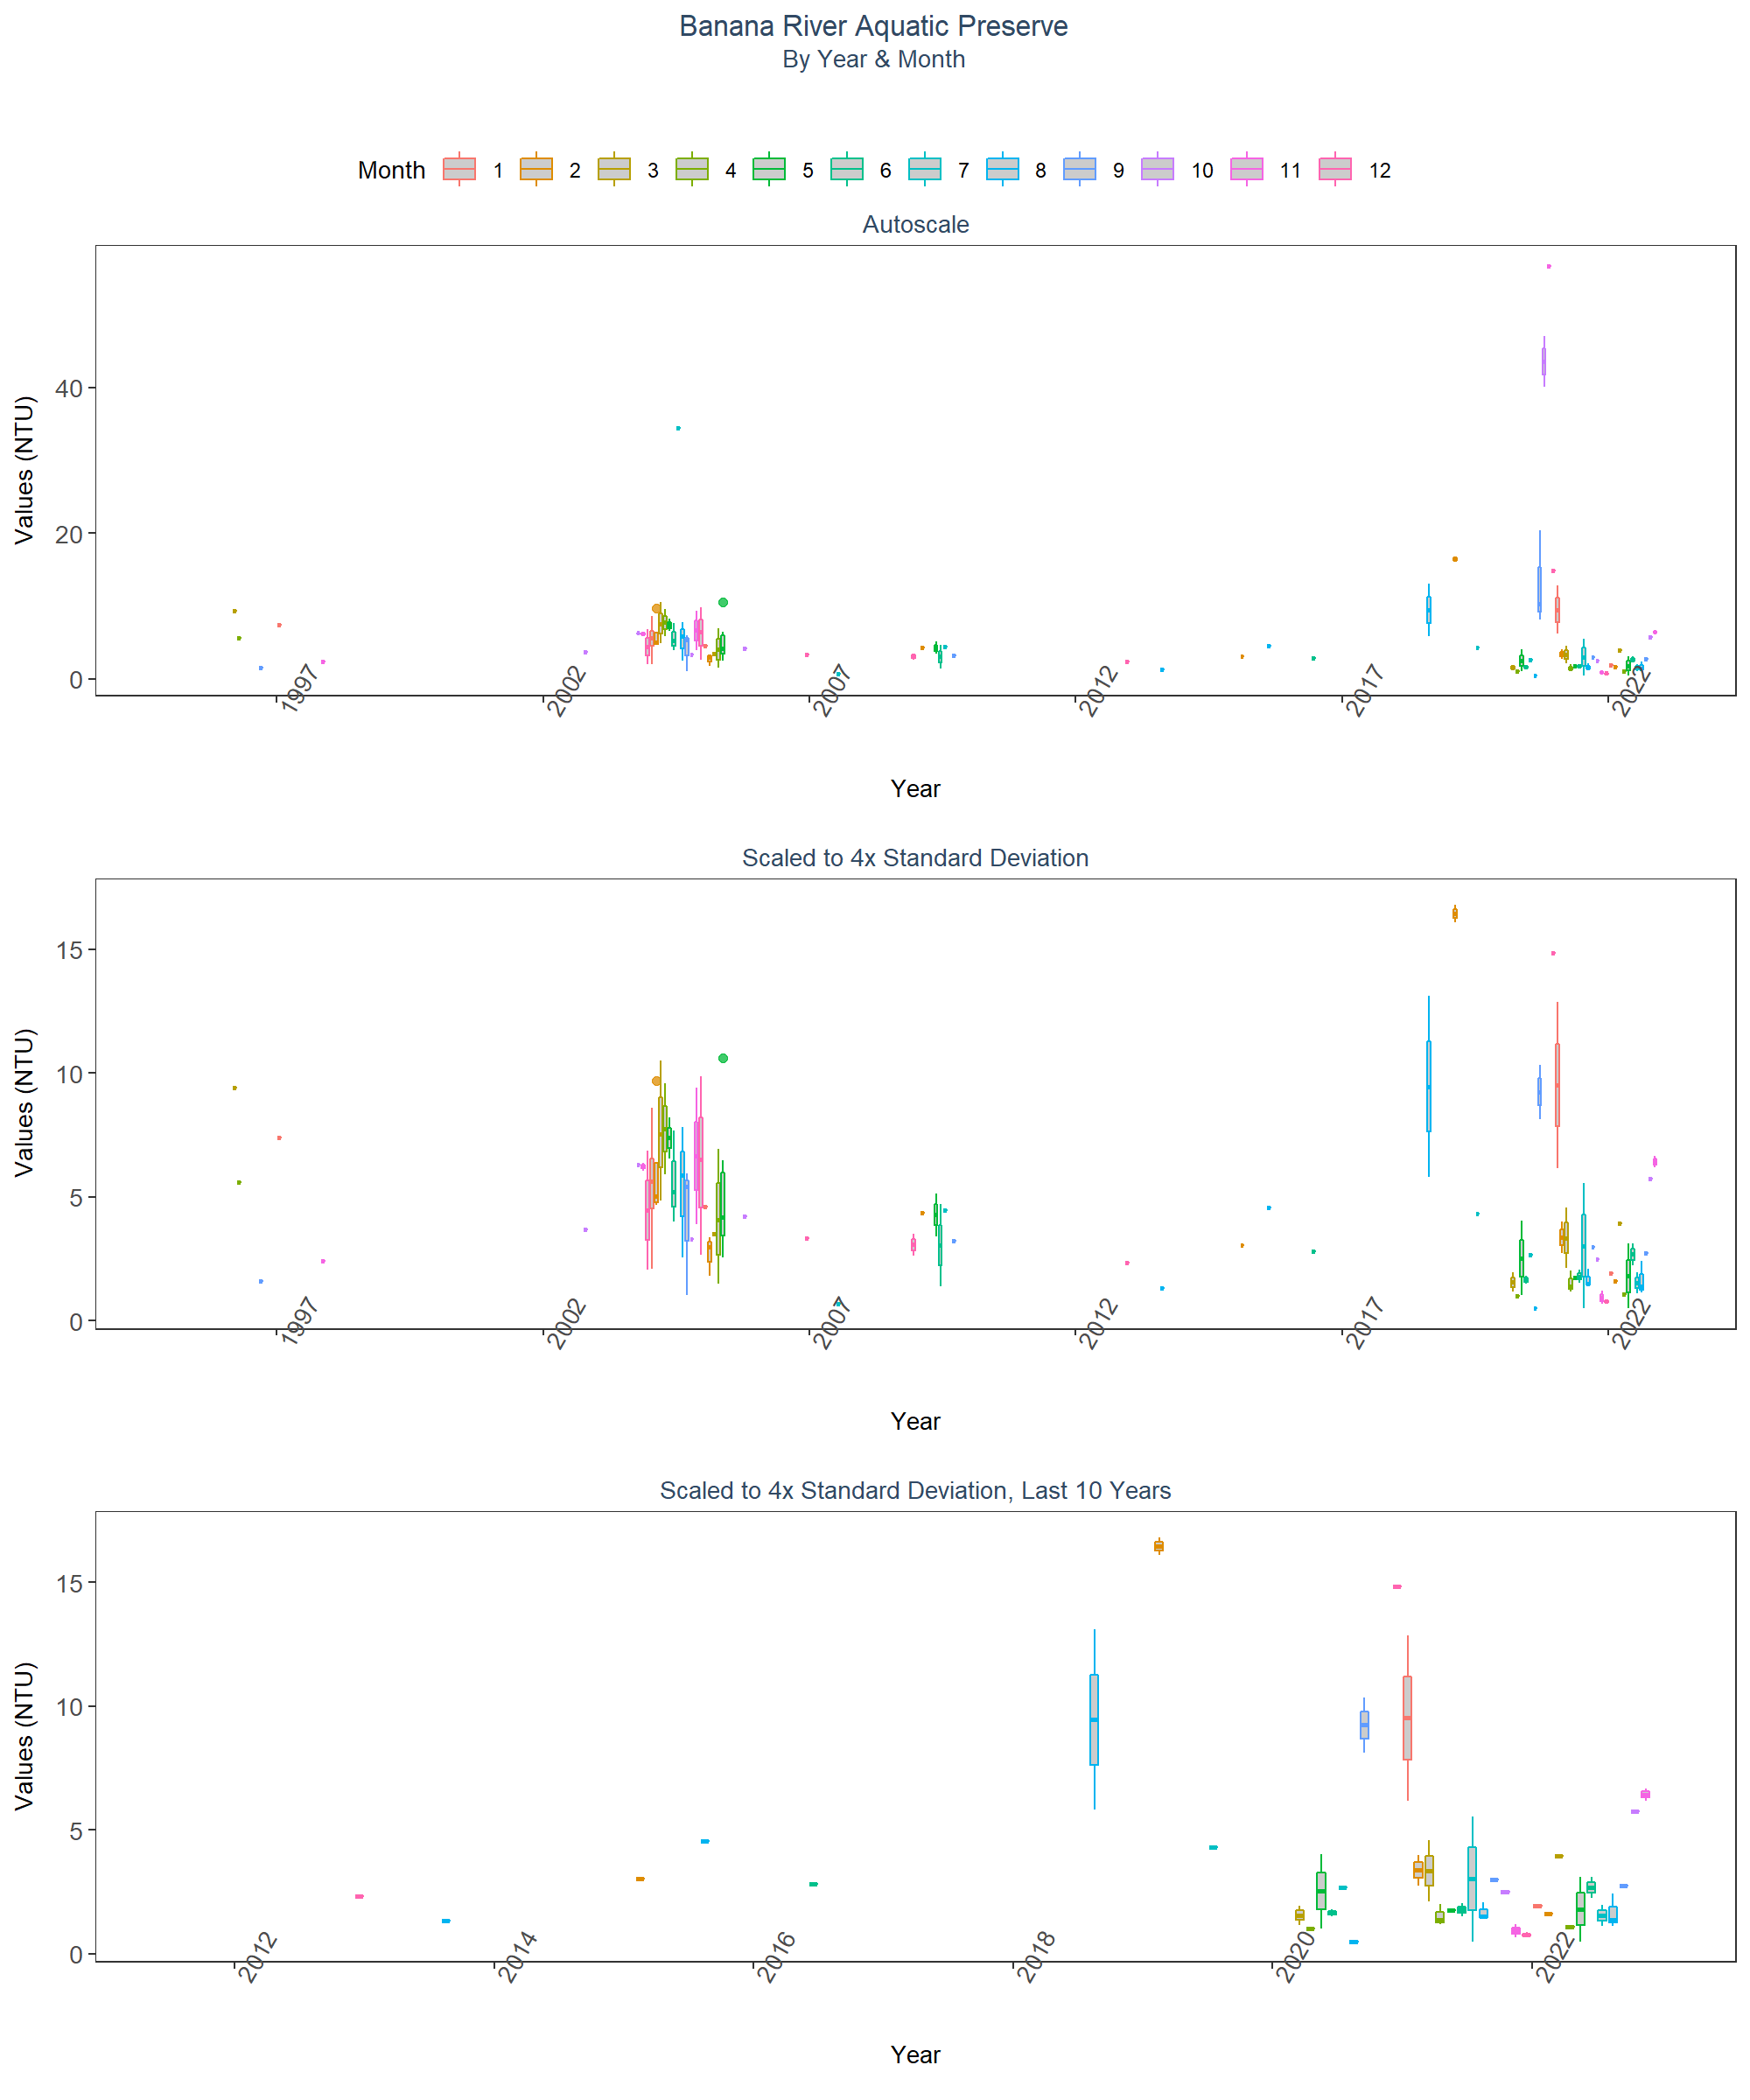 Banana River Aquatic Preserve
By Year & Month
Month 1 2 3 4 5 6 7 8 9 10 11 12
Autoscale
Values (NTU)
40
20
0
1997 2002 2007 2012 2017 2022
Year
Scaled to 4x Standard Deviation
Values (NTU)
15
10
5
0
1997 2002 2007 2012 2017 2022
Year
Scaled to 4x Standard Deviation, Last 10 Years
Values (NTU)
15
10
5
0
2012 2014 2016 2018 2020 2022
Year